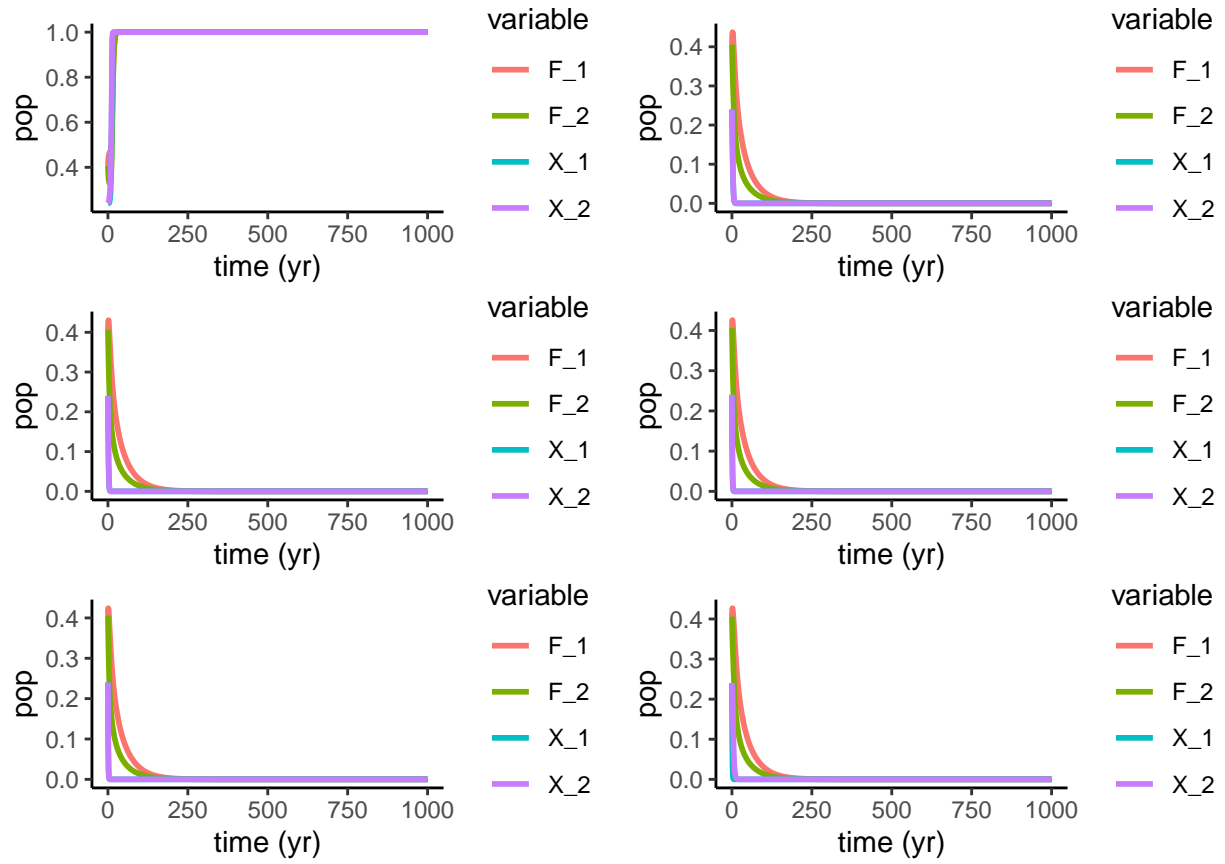 variable
pop
1.0
0.8
0.6
0.4
F_1
F_2
X_1
X_2
0 250 500 750 1000
time (yr)
variable
pop
0.4
0.3
0.2
0.1
0.0
F_1
F_2
X_1
X_2
0 250 500 750 1000
time (yr)
variable
pop
0.4
0.3
0.2
0.1
0.0
F_1
F_2
X_1
X_2
0 250 500 750 1000
time (yr)
variable
pop
0.4
0.3
0.2
0.1
0.0
F_1
F_2
X_1
X_2
0 250 500 750 1000
time (yr)
variable
pop
0.4
0.3
0.2
0.1
0.0
F_1
F_2
X_1
X_2
0 250 500 750 1000
time (yr)
variable
pop
0.4
0.3
0.2
0.1
0.0
F_1
F_2
X_1
X_2
0 250 500 750 1000
time (yr)